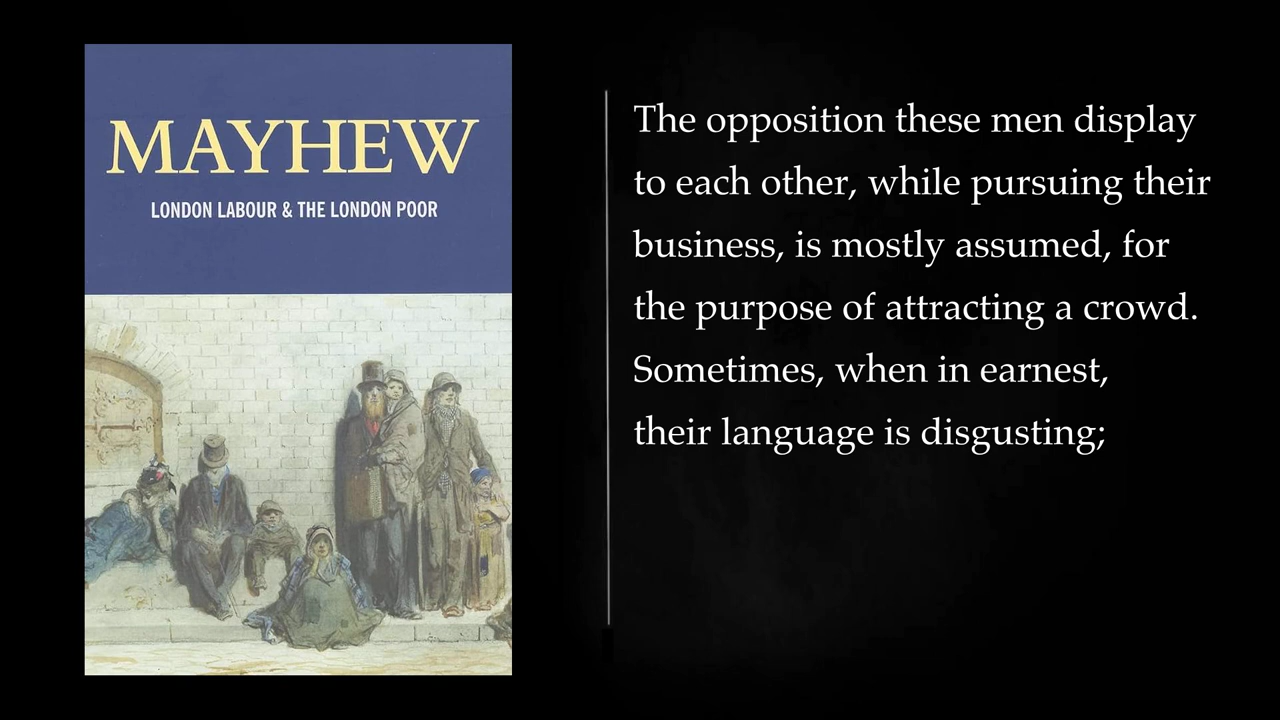 MAYHEW
LONDON LABOUR & THE LONDON POOR
The opposition these men display
to each other, while pursuing their
business, is mostly assumed, for
the purpose of attracting a crowd.
Sometimes, when in earnest,
their language is disgusting;